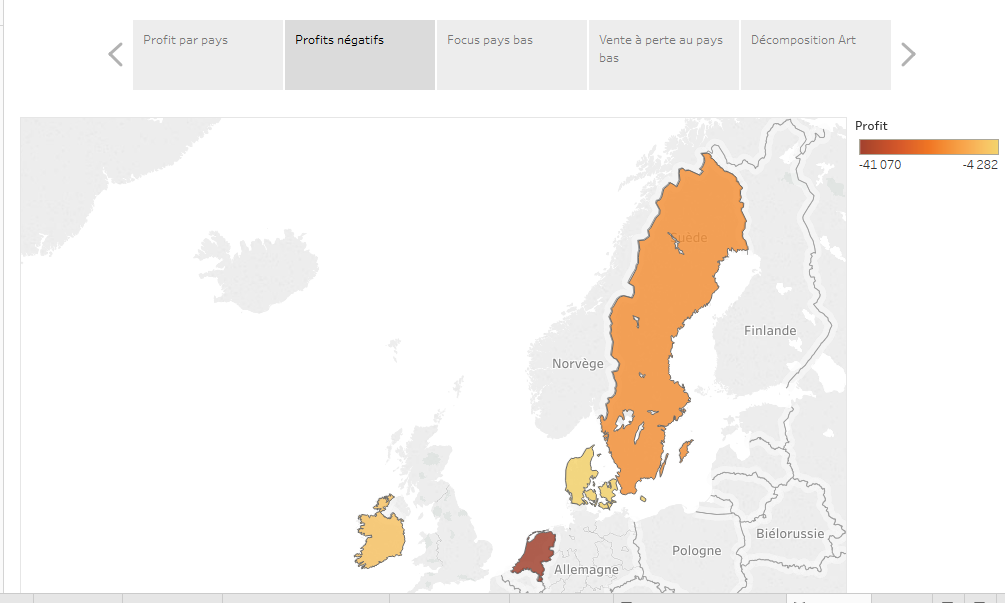 Profit par pays
Profits négatifs
Focus pays bas
Vente à perte au pays
bas
Décomposition Art
Profit
-41 070
-4 282
Suède
Finlande
Norvège
Biélorussie
Pologne
Allemagne